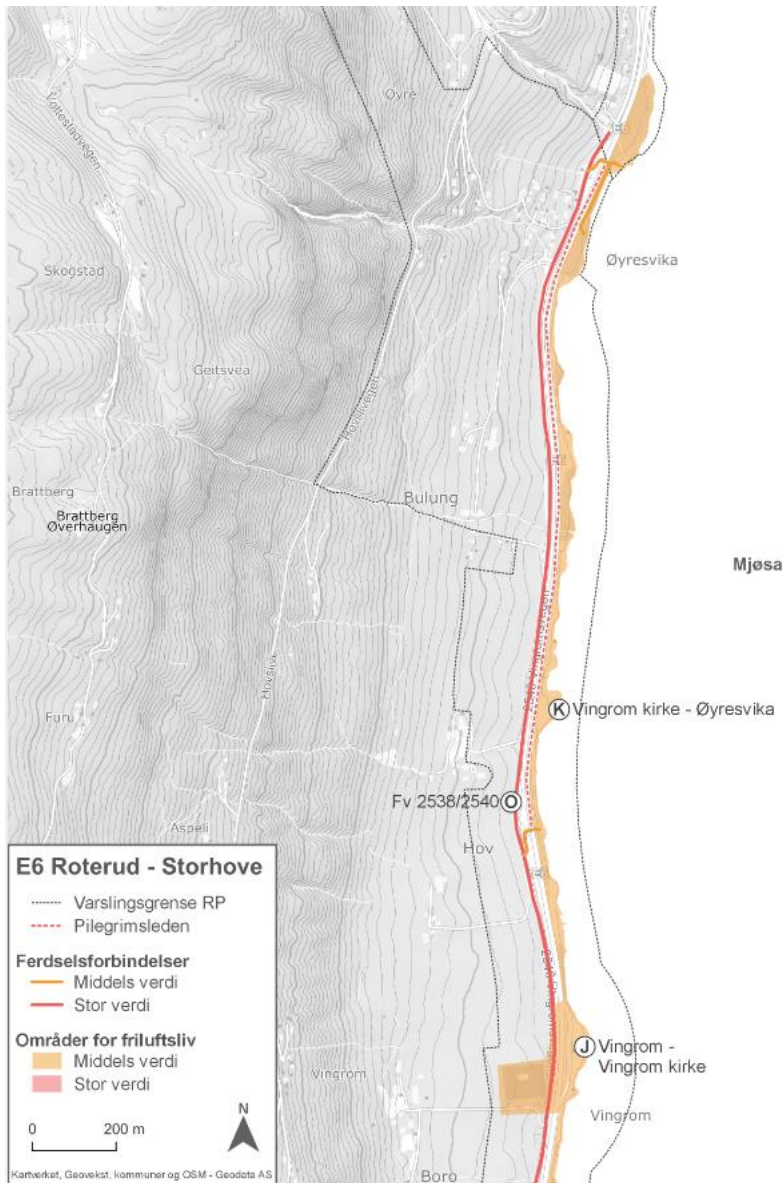 Øyre
Vottesladvegen
Øyresvika
Skogstad
Geitsvea
Hovslivegen
Brattberg
Brattberg
Øverhaugen
Bulung
Mjøsa
K Vingrom kirke - Øyresvika
Furu
Fv 2538/2540 O
Aspeli
Hov
J Vingrom -
Vingrom kirke
Vingrom
Vingrom
Boro
E6 Roterud - Storhove
Varslingsgrense RP
Pilegrimsleden
Ferdselsforbindelser
Middels verdi
Stor verdi
Områder for friluftsliv
Middels verdi
Stor verdi
0 200 m
N
Kartverket, Geovekst, kommuner og OSM - Geodata AS